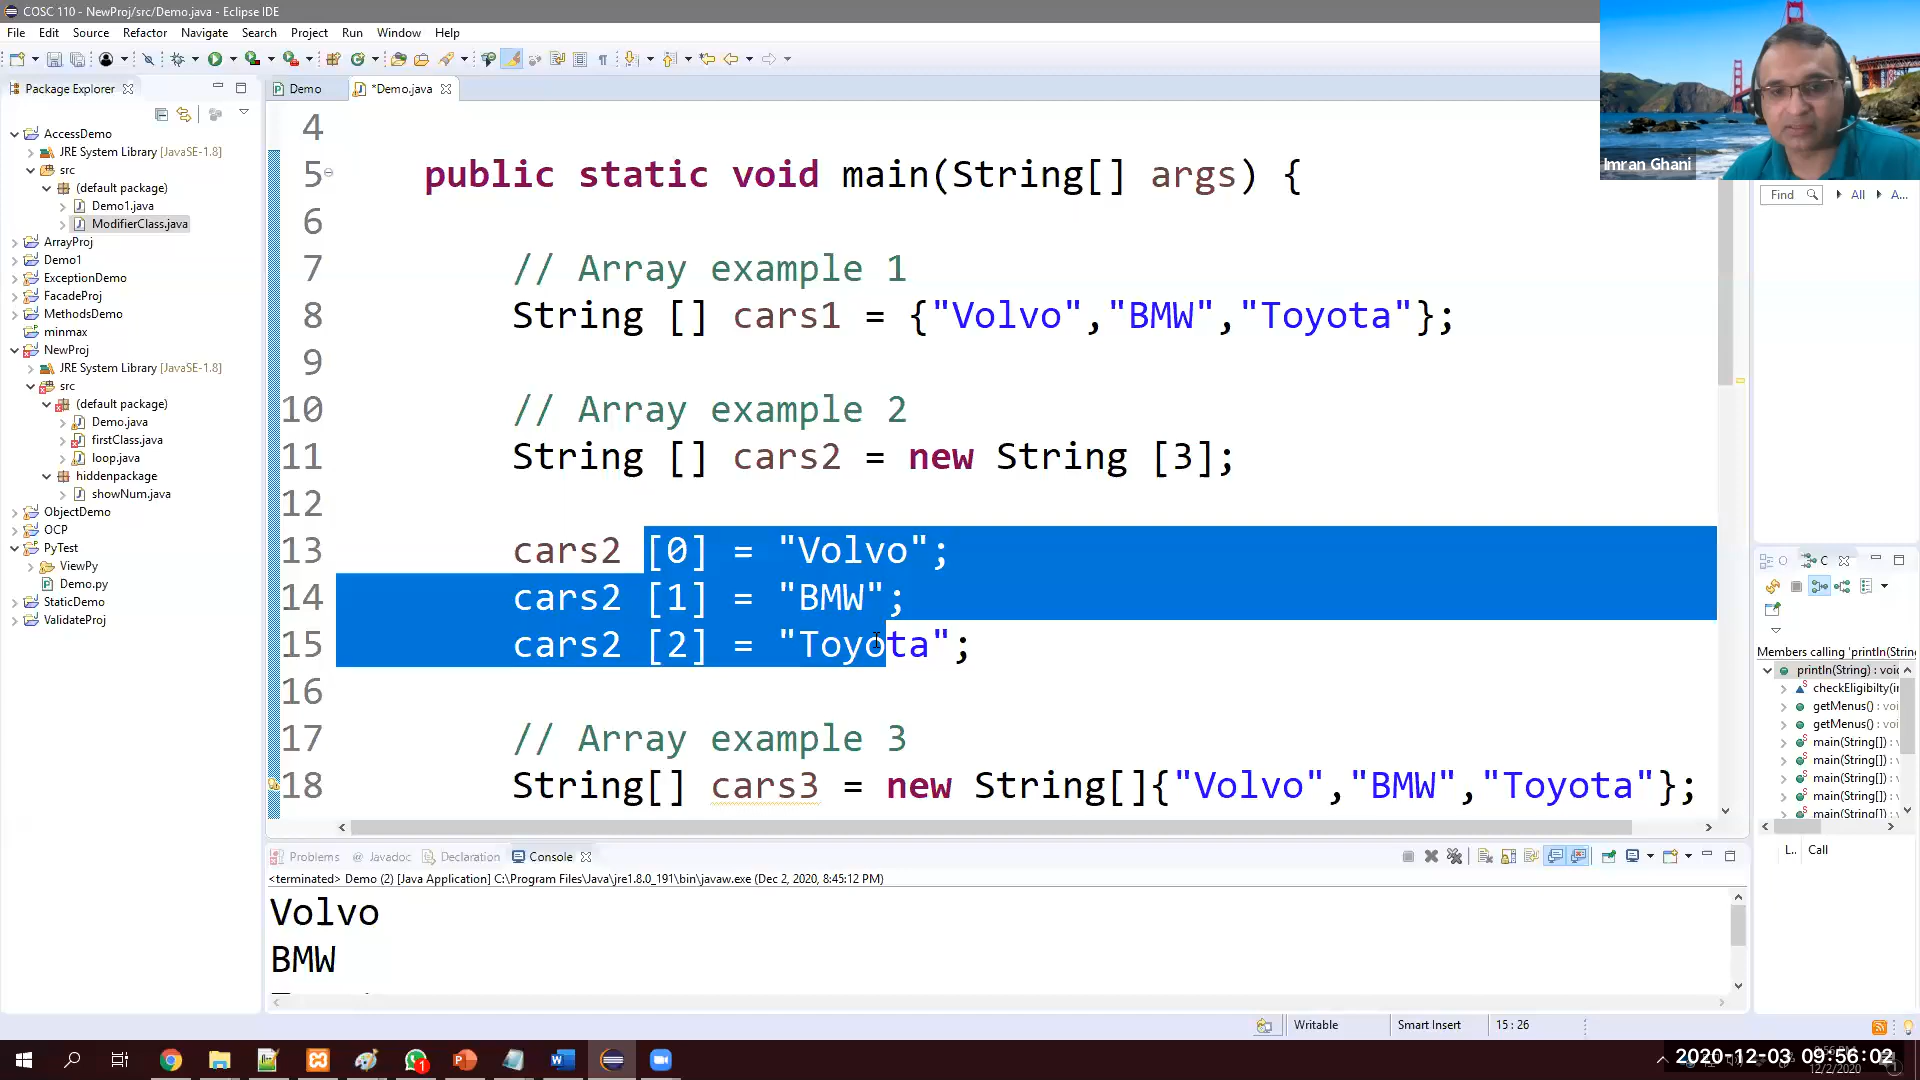 COSC 110 - NewProj/src/Demo.java - Eclipse IDE
File Edit Source Refactor Navigate Search Project Run Window Help
Package Explorer
AccessDemo
JRE System Library [JavaSE-1.8]
src
(default package)
Demo1.java
ModifierClass.java
ArrayProj
Demo1
ExceptionDemo
FacadeProj
MethodsDemo
minmax
NewProj
JRE System Library [JavaSE-1.8]
src
(default package)
Demo.java
firstClass.java
loop.java
hiddenpackage
showNum.java
ObjectDemo
OCP
PyTest
ViewPy
Demo.py
StaticDemo
ValidateProj
Demo *Demo.java
4
5 public static void main(String[] args) {
6
7 // Array example 1
8 String [] cars1 = {"Volvo","BMW","Toyota"};
9
10 // Array example 2
11 String [] cars2 = new String [3];
12
13 cars2 [0] = "Volvo";
14 cars2 [1] = "BMW";
15 cars2 [2] = "Toyota";
16
17 // Array example 3
18 String[] cars3 = new String[]{"Volvo","BMW","Toyota"};
Problems @ Javadoc Declaration Console
<terminated> Demo (2) [Java Application] C:\Program Files\Java\jre1.8.0_191\bin\javaw.exe (Dec 2, 2020, 8:45:12 PM)
Volvo
BMW
Writable Smart Insert 15 : 26
Imran Ghani
Find All A...
O C
Members calling 'println(String
println(String) : voi
checkEligibilty(in
getMenus() : voi
getMenus() : voi
main(String[]) : v
main(String[]) : v
main(String[]) : v
main(String[]) : v
main(String[]) : v
L.. Call
2020-12-03 09:56:02
12/2/2020